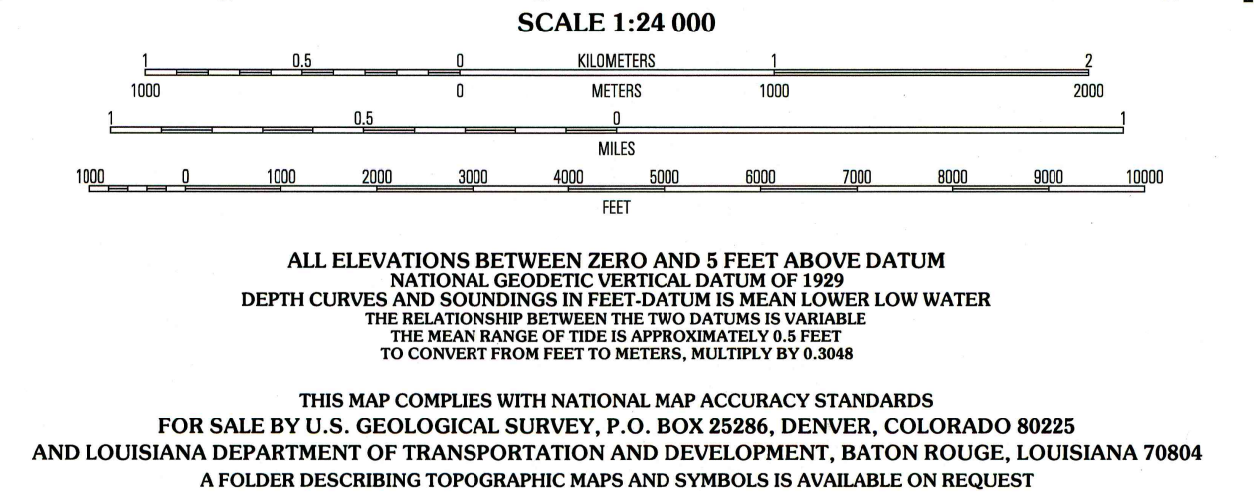 SCALE 1:24 000
1 0.5 0 KILOMETERS 1 2
1000 0 METERS 1000 2000
1 0.5 0 1
MILES
1000 0 1000 2000 3000 4000 5000 6000 7000 8000 9000 10000
FEET
ALL ELEVATIONS BETWEEN ZERO AND 5 FEET ABOVE DATUM
NATIONAL GEODETIC VERTICAL DATUM OF 1929
DEPTH CURVES AND SOUNDINGS IN FEET-DATUM IS MEAN LOWER LOW WATER
THE RELATIONSHIP BETWEEN THE TWO DATUMS IS VARIABLE
THE MEAN RANGE OF TIDE IS APPROXIMATELY 0.5 FEET
TO CONVERT FROM FEET TO METERS, MULTIPLY BY 0.3048
THIS MAP COMPLIES WITH NATIONAL MAP ACCURACY STANDARDS
FOR SALE BY U.S. GEOLOGICAL SURVEY, P.O. BOX 25286, DENVER, COLORADO 80225
AND LOUISIANA DEPARTMENT OF TRANSPORTATION AND DEVELOPMENT, BATON ROUGE, LOUISIANA 70804
A FOLDER DESCRIBING TOPOGRAPHIC MAPS AND SYMBOLS IS AVAILABLE ON REQUEST